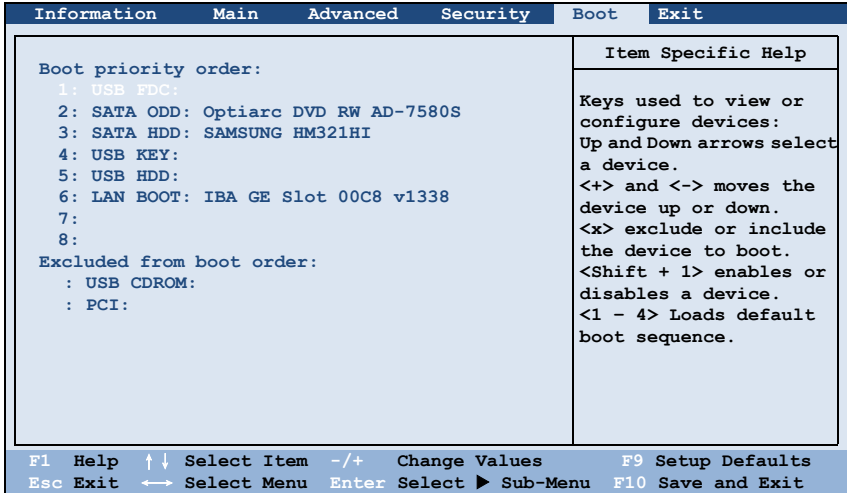 Information Main Advanced Security Boot Exit
Boot priority order:
1: USB FDC:
2: SATA ODD: Optiarc DVD RW AD-7580S
3: SATA HDD: SAMSUNG HM321HI
4: USB KEY:
5: USB HDD:
6: LAN BOOT: IBA GE Slot 00C8 v1338
7:
8:
Excluded from boot order:
: USB CDROM:
: PCI:
Item Specific Help
Keys used to view or
configure devices:
Up and Down arrows select
a device.
<+> and <-> moves the
device up or down.
<x> exclude or include
the device to boot.
<Shift + 1> enables or
disables a device.
<1 – 4> Loads default
boot sequence.
F1 Help ↑↓ Select Item -/+ Change Values F9 Setup Defaults
Esc Exit ←→ Select Menu Enter Select ▶ Sub-Menu F10 Save and Exit